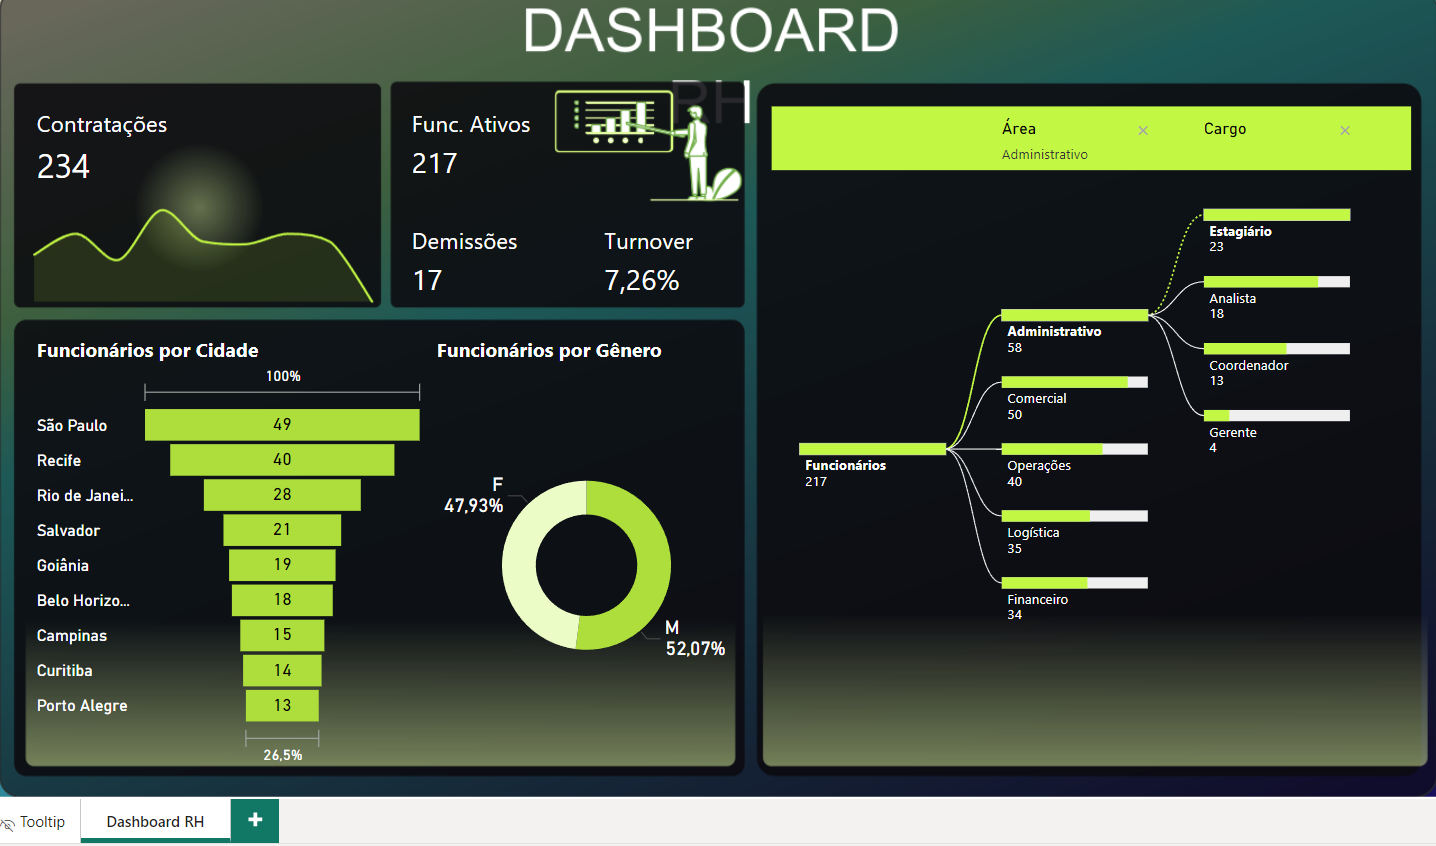 DASHBOARD
RH
Contratações
234
Func. Ativos
217
Demissões
17
Turnover
7,26%
Funcionários por Cidade
100%
São Paulo 49
Recife 40
Rio de Janei... 28
Salvador 21
Goiânia 19
Belo Horizo... 18
Campinas 15
Curitiba 14
Porto Alegre 13
26,5%
Funcionários por Gênero
F
47,93%
M
52,07%
Área
Administrativo
Cargo
Funcionários
217
Administrativo
58
Comercial
50
Operações
40
Logística
35
Financeiro
34
Estagiário
23
Analista
18
Coordenador
13
Gerente
4
Tooltip
Dashboard RH